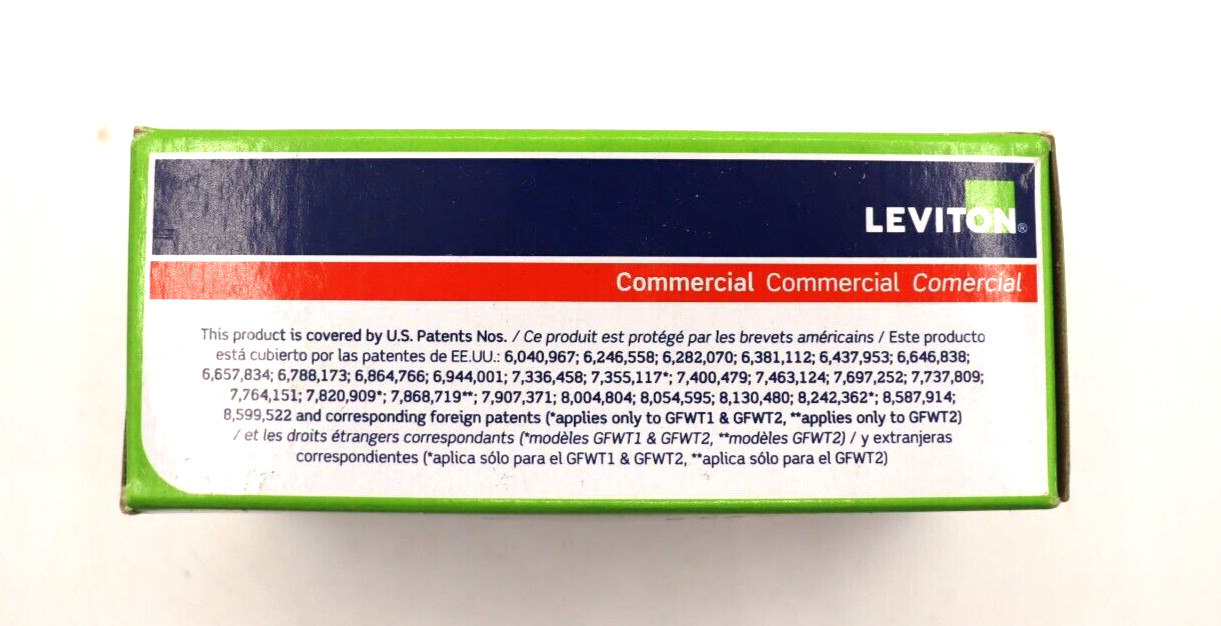 LEVITON®
Commercial Commercial Comercial
This product is covered by U.S. Patents Nos. / Ce produit est protégé par les brevets américains / Este producto
está cubierto por las patentes de EE.UU.: 6,040,967; 6,246,558; 6,282,070; 6,381,112; 6,437,953; 6,646,838;
6,657,834; 6,788,173; 6,864,766; 6,944,001; 7,336,458; 7,355,117*; 7,400,479; 7,463,124; 7,697,252; 7,737,809;
7,764,151; 7,820,909*; 7,868,719**; 7,907,371; 8,004,804; 8,054,595; 8,130,480; 8,242,362*; 8,587,914;
8,599,522 and corresponding foreign patents (*applies only to GFWT1 & GFWT2, **applies only to GFWT2)
/ et les droits étrangers correspondants (*modèles GFWT1 & GFWT2, **modèles GFWT2) / y extranjeras
correspondientes (*aplica sólo para el GFWT1 & GFWT2, **aplica sólo para el GFWT2)